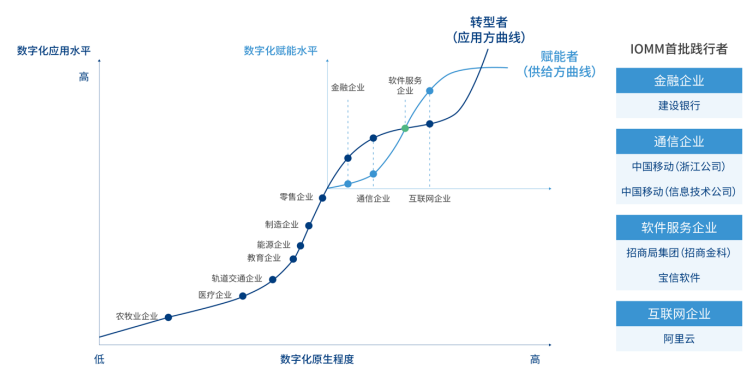 转型者
（应用方曲线）
数字化应用水平
数字化赋能水平
赋能者
（供给方曲线）
高
金融企业
软件服务
企业
零售企业
通信企业
互联网企业
制造企业
能源企业
教育企业
轨道交通企业
医疗企业
农牧业企业
低
数字化原生程度
高
IOMM首批践行者
金融企业
建设银行
通信企业
中国移动（浙江公司）
中国移动（信息技术公司）
软件服务企业
招商局集团（招商金科）
宝信软件
互联网企业
阿里云